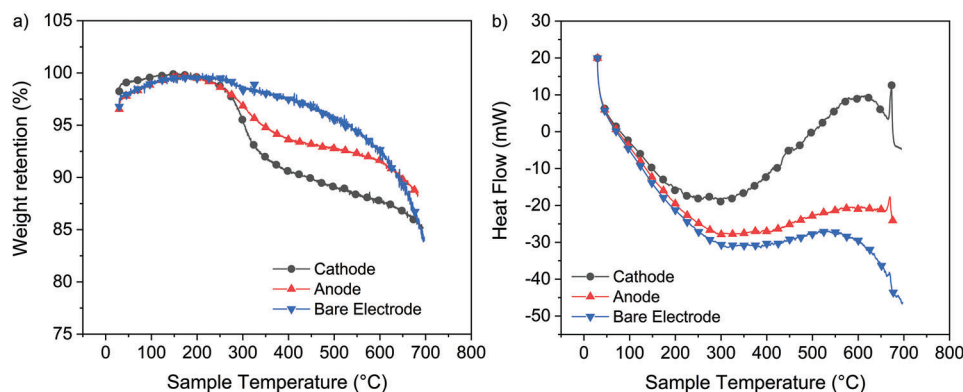 a)
105
100
95
90
85
80
75
Weight retention (%)
Cathode
Anode
Bare Electrode
0 100 200 300 400 500 600 700 800
Sample Temperature (°C)
b)
20
10
0
-10
-20
-30
-40
-50
Heat Flow (mW)
Cathode
Anode
Bare Electrode
0 100 200 300 400 500 600 700 800
Sample Temperature (°C)